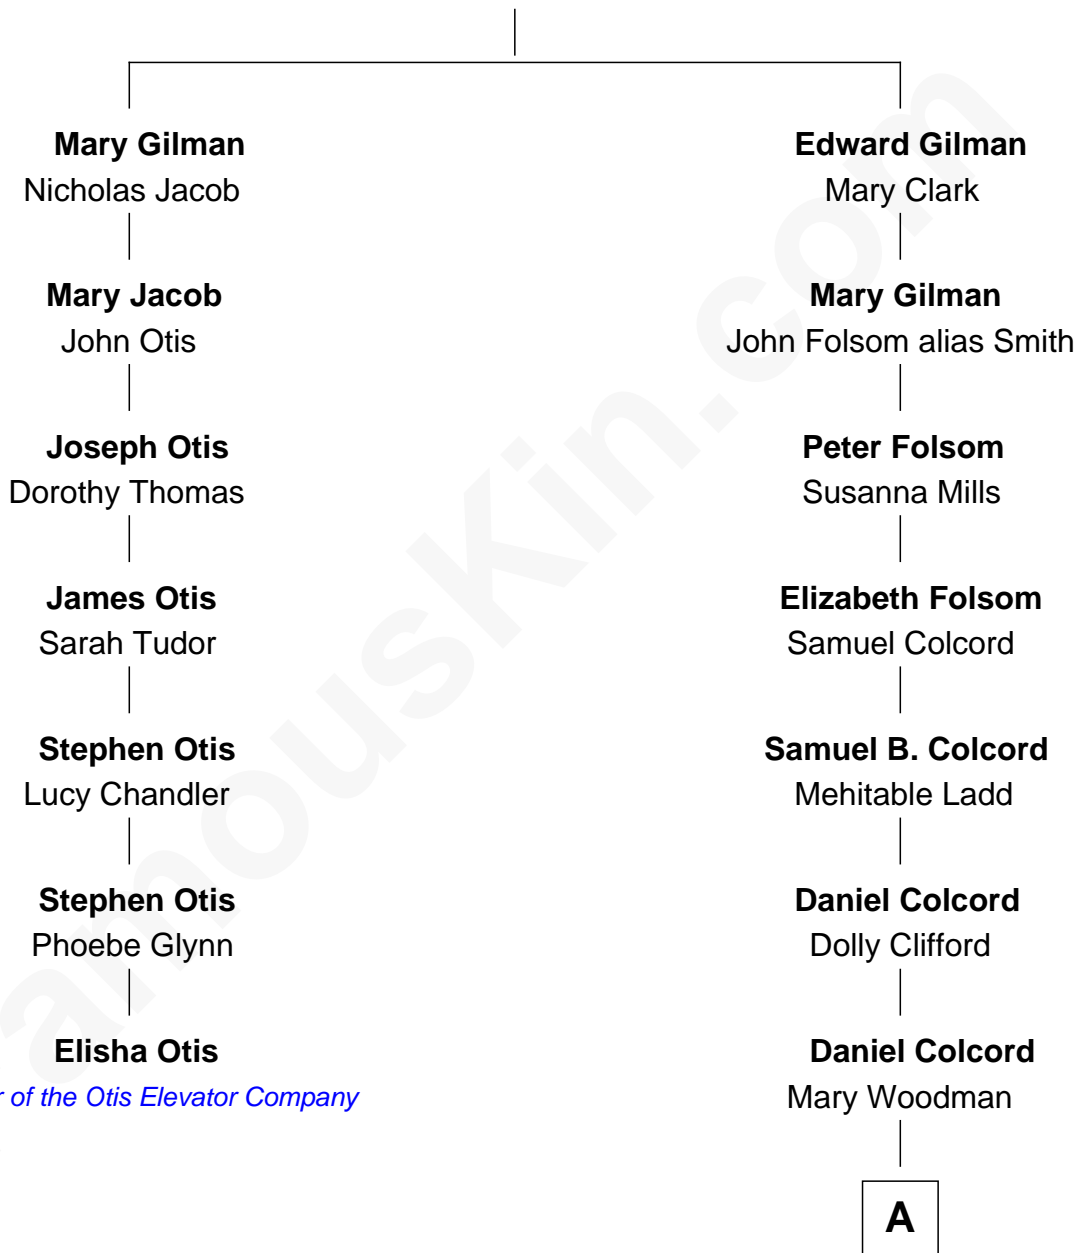 Mary Gilman
Nicholas Jacob
Edward Gilman
Mary Clark
Mary Jacob
John Otis
Mary Gilman
John Folsom alias Smith
Joseph Otis
Dorothy Thomas
Peter Folsom
Susanna Mills
James Otis
Sarah Tudor
Elizabeth Folsom
Samuel Colcord
Stephen Otis
Lucy Chandler
Samuel B. Colcord
Mehitable Ladd
Stephen Otis
Phoebe Glynn
Daniel Colcord
Dolly Clifford
Elisha Otis
of the Otis Elevator Company
Daniel Colcord
Mary Woodman
A
amouskin.com